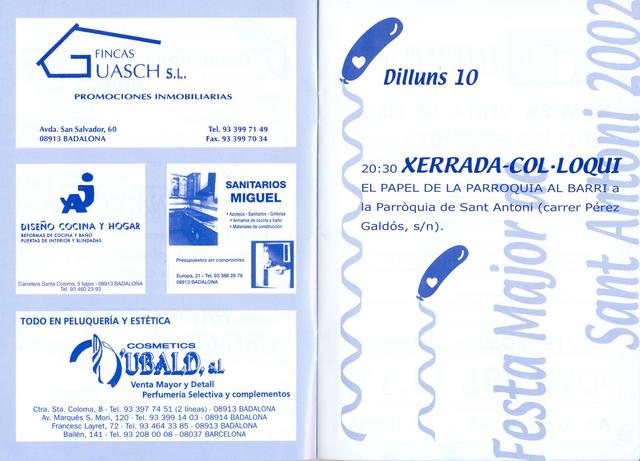 FINCAS
GUASCH S.L.
PROMOCIONES INMOBILIARIAS
Avda. San Salvador, 60
08913 BADALONA
Tel. 93 399 71 49
Fax. 93 399 70 34
DISEÑO COCINA Y HOGAR
REFORMAS DE COCINA Y BAÑO
PUERTAS DE INTERIOR Y BLINDADAS
Carretera Santa Coloma, 5 bajos - 08913 BADALONA
Tel. 93 460 23 93
SANITARIOS
MIGUEL
• Azulejos - Sanitarios - Griferías
• Armarios de cocina y baño
• Materiales de construcción
Presupuestos sin compromiso
Europa, 21 - Tel. 93 388 26 79
08913 BADALONA
TODO EN PELUQUERÍA Y ESTÉTICA
COSMETICS
D'UBALD, s.L
Venta Mayor y Detall
Perfumería Selectiva y complementos
Ctra. Sta. Coloma, 8 - Tel. 93 397 74 51 (2 líneas) - 08913 BADALONA
Av. Marqués S. Mori, 120 - Tel. 93 399 14 03 - 08914 BADALONA
Francesc Layret, 72 - Tel. 93 464 33 85 - 08911 BADALONA
Bailén, 141 - Tel. 93 208 00 08 - 08037 BARCELONA
Dilluns 10
20:30 XERRADA-COL·LOQUI
EL PAPEL DE LA PARROQUIA AL BARRI a
la Parròquia de Sant Antoni (carrer Pérez
Galdós, s/n).
Festa Major
Sant Antoni 2002